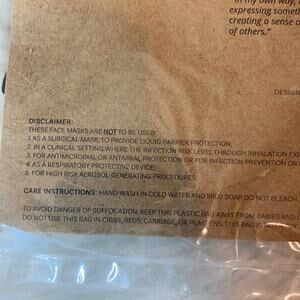 "In my own way,
expressing someth
creating a sense o
of others."
DESIGN
DISCLAIMER:
THESE FACE MASKS ARE NOT TO BE USED:
1. AS A SURGICAL MASK TO PROVIDE LIQUID BARRIER PROTECTION.
2. IN A CLINICAL SETTING WHERE THE INFECTION RISK LEVEL THROUGH INHALATION EX
3. FOR ANTIMICROBIAL OR ANTIVIRAL PROTECTION OR FOR INFECTION PREVENTION OR
4. AS A RESPIRATORY PROTECTIVE DEVICE.
5. FOR HIGH RISK AEROSOL GENERATING PROCEDURES.
CARE INSTRUCTIONS: HAND WASH IN COLD WATER AND MILD SOAP. DO NOT BLEACH.
TO AVOID DANGER OF SUFFOCATION, KEEP THIS PLASTIC BAG AWAY FROM BABIES AND
DO NOT USE THIS BAG IN CRIBS, BEDS, CARRIAGE, OR PLAY PENS. THIS BAG IS